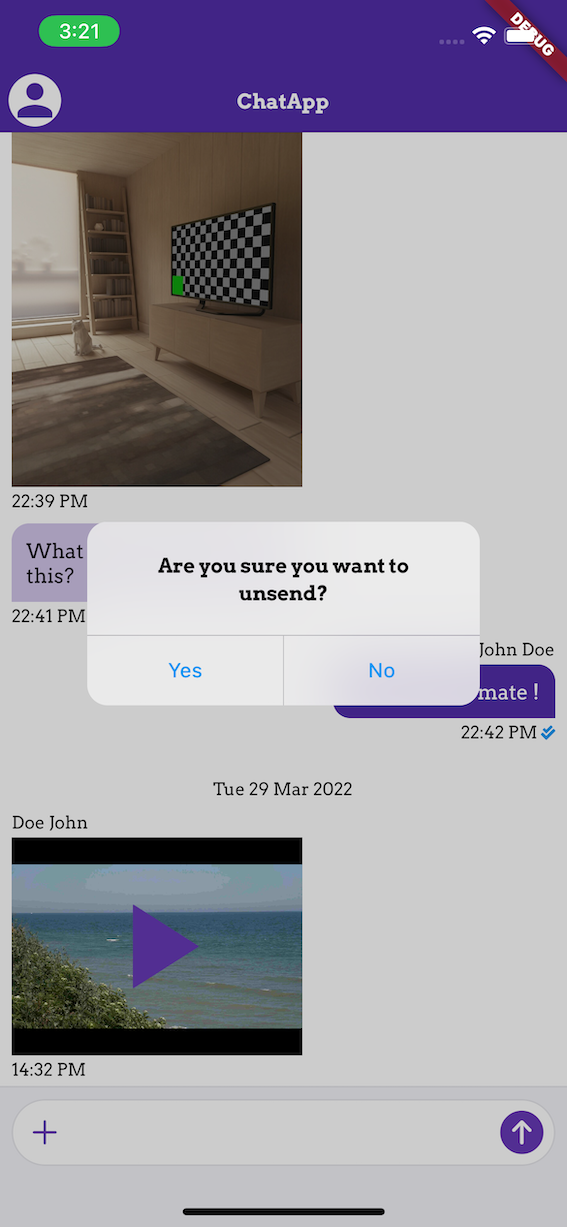 3:21
DEBUG
ChatApp
22:39 PM
What
this?
22:41 PM
Are you sure you want to
unsend?
Yes
No
John Doe
mate !
22:42 PM
Tue 29 Mar 2022
Doe John
14:32 PM